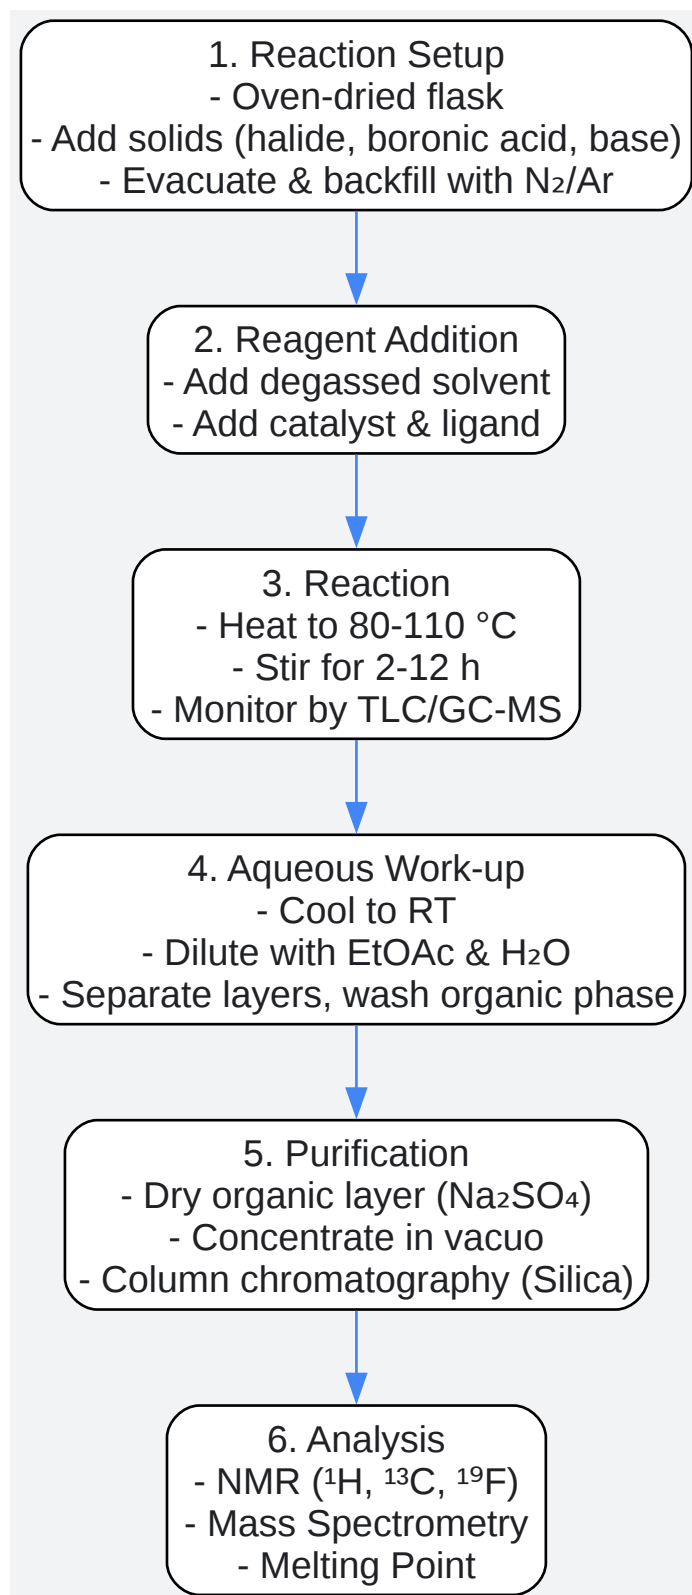 1. Reaction Setup
- Oven-dried flask
- Add solids (halide, boronic acid, base)
- Evacuate & backfill with N₂/Ar
2. Reagent Addition
- Add degassed solvent
- Add catalyst & ligand
3. Reaction
- Heat to 80-110 °C
- Stir for 2-12 h
- Monitor by TLC/GC-MS
4. Aqueous Work-up
- Cool to RT
- Dilute with EtOAc & H₂O
- Separate layers, wash organic phase
5. Purification
- Dry organic layer (Na₂SO₄)
- Concentrate in vacuo
- Column chromatography (Silica)
6. Analysis
- NMR (¹H, ¹³C, ¹⁹F)
- Mass Spectrometry
- Melting Point